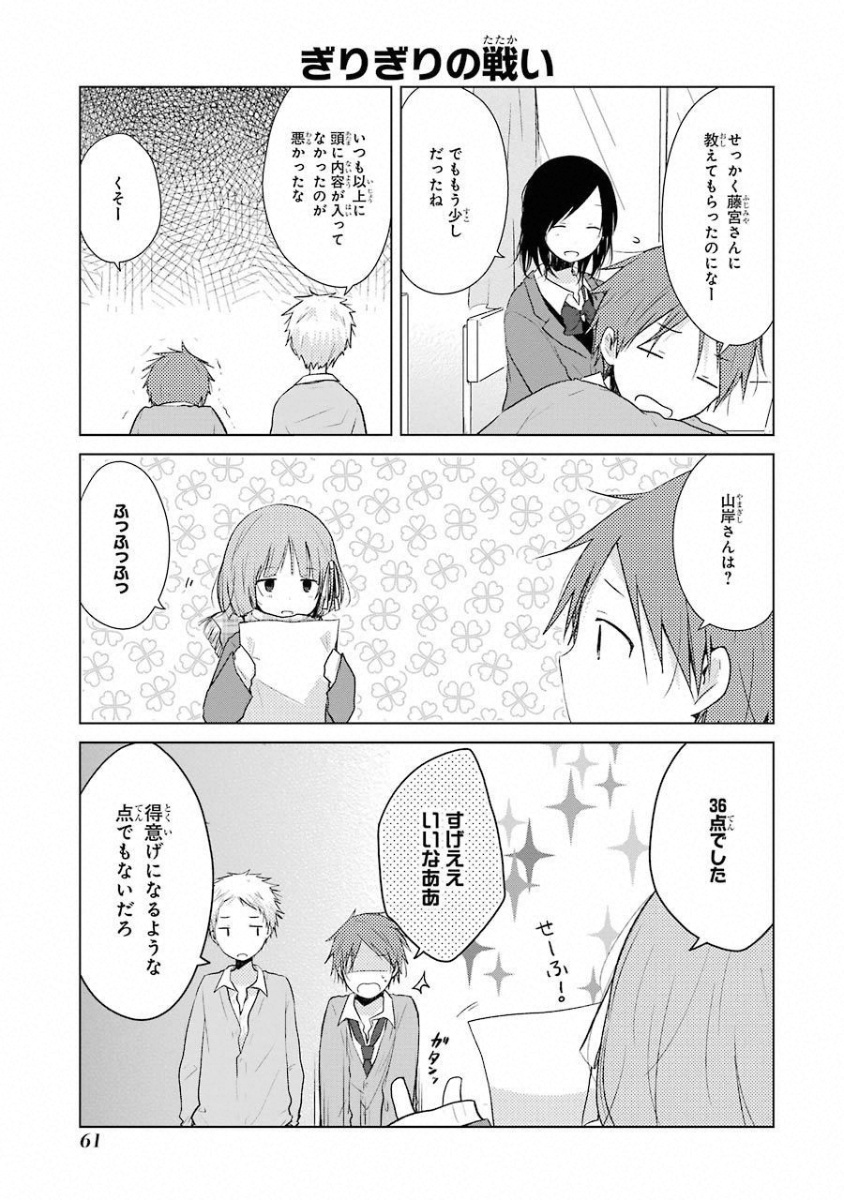 ぎりぎりの戦い
せっかく藤宮さんに
教えてもらったのになー
でももう少し
だったね
いつも以上に
頭に内容が入って
なかったのが
悪かったな
くそー
山岸さんは?
ふっふっふっ
36点でした
せーふー。
すげええ
いいなああ
ガタンッ
得意げになるような
点でもないだろ
61